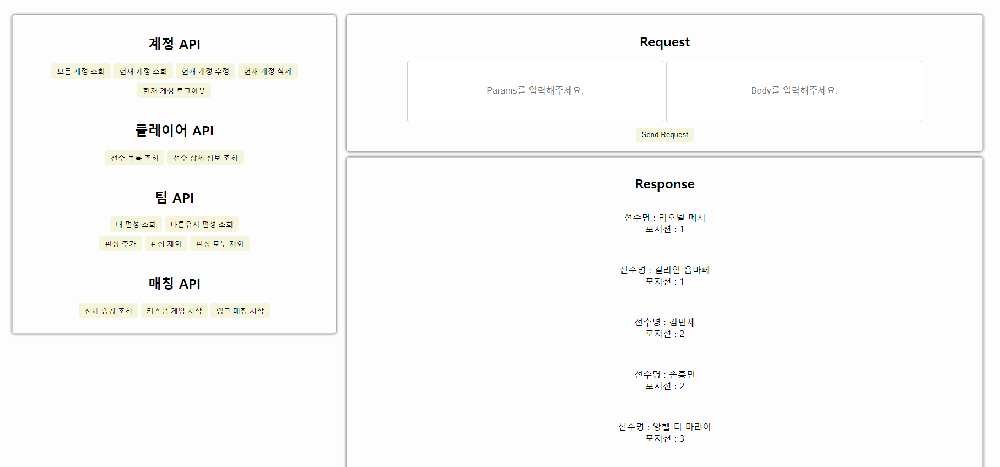 계정 API
모든 계정 조회 현재 계정 조회 현재 계정 수정 현재 계정 삭제
현재 계정 로그아웃
플레이어 API
선수 목록 조회 선수 상세 정보 조회
팀 API
내 편성 조회 다른유저 편성 조회
편성 추가 편성 제외 편성 모두 제외
매칭 API
전체 랭킹 조회 커스텀 게임 시작 랭크 매칭 시작
Request
Params를 입력해주세요. Body를 입력해주세요.
Send Request
Response
선수명 : 리오넬 메시
포지션 : 1
선수명 : 킬리언 음바페
포지션 : 1
선수명 : 김민재
포지션 : 2
선수명 : 손흥민
포지션 : 2
선수명 : 앙헬 디 마리아
포지션 : 3